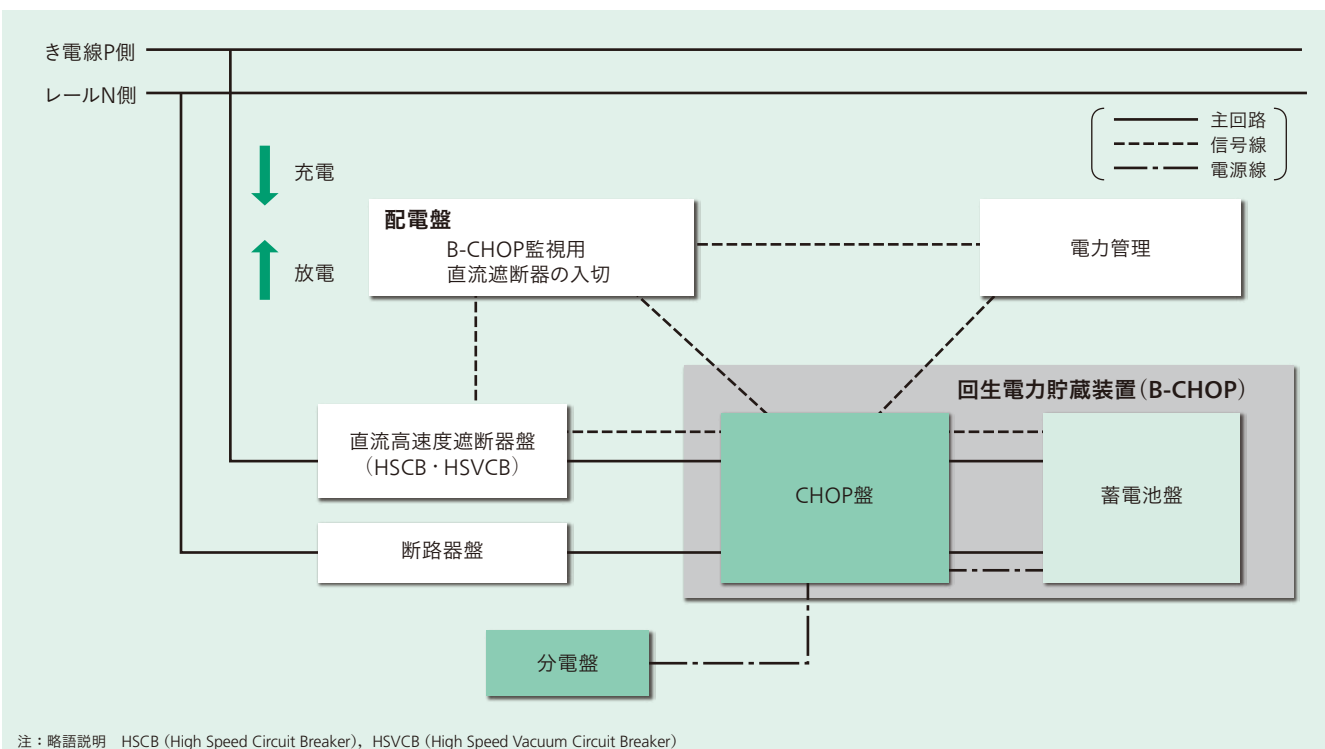 き電線P側
レールN側
主回路
信号線
電源線
充電
放電
配電盤
B-CHOP監視用
直流遮断器の入切
電力管理
回生電力貯蔵装置（B-CHOP）
直流高速度遮断器盤
（HSCB・HSVCB）
CHOP盤
蓄電池盤
断路器盤
分電盤
注：略語説明　HSCB（High Speed Circuit Breaker），HSVCB（High Speed Vacuum Circuit Breaker）